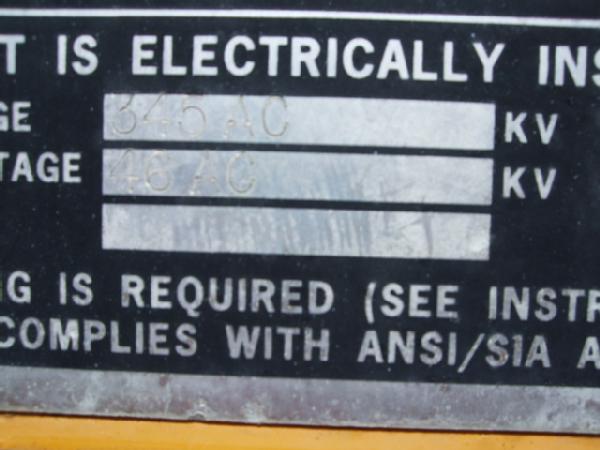 T IS ELECTRICALLY INS
GE 345 AC KV
TAGE 46 AC KV
G IS REQUIRED (SEE INSTR
COMPLIES WITH ANSI/SIA A